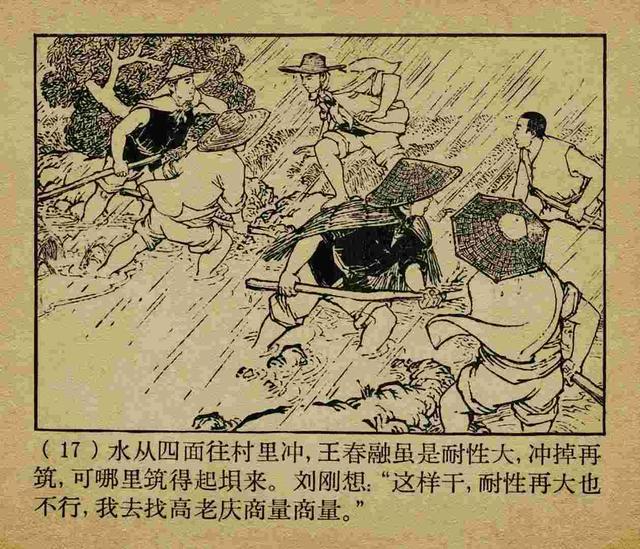 （17）水从四面往村里冲，王春融虽是耐性大，冲掉再
筑，可哪里筑得起坝来。刘刚想：“这样干，耐性再大也
不行，我去找高老庆商量商量。”